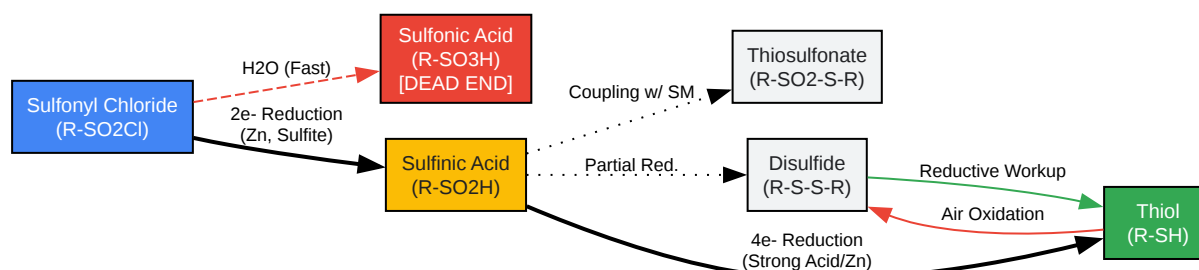 Sulfonyl Chloride
(R-SO2Cl)
H2O (Fast)
2e- Reduction
(Zn, Sulfite)
Sulfonic Acid
(R-SO3H)
[DEAD END]
Sulfinic Acid
(R-SO2H)
Coupling w/ SM
Partial Red.
Thiosulfonate
(R-SO2-S-R)
Disulfide
(R-S-S-R)
Reductive Workup
Air Oxidation
4e- Reduction
(Strong Acid/Zn)
Thiol
(R-SH)